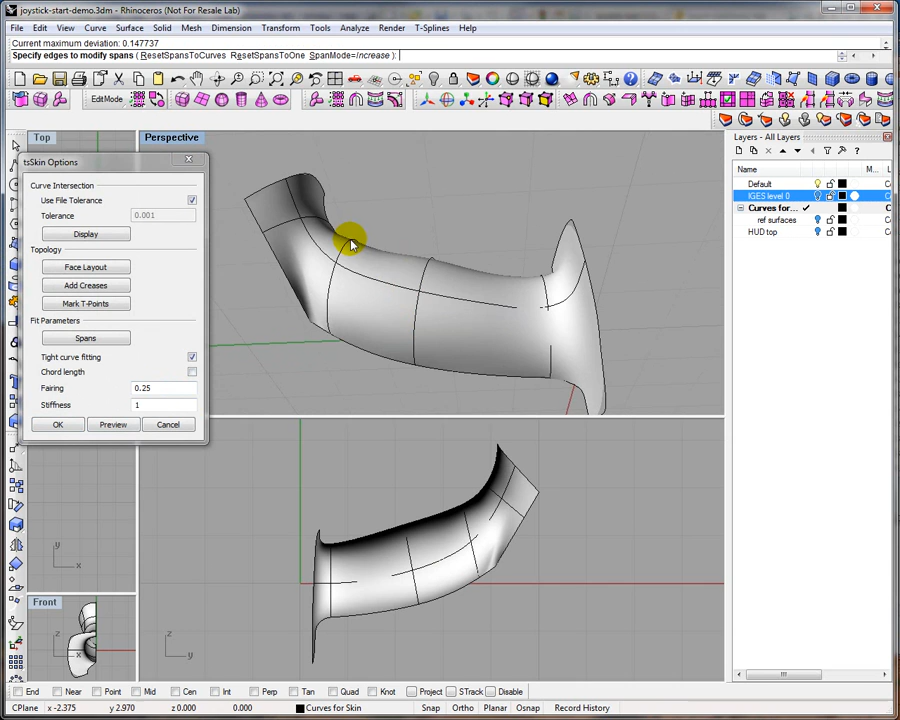 joystick-start-demo.3dm - Rhinoceros (Not For Resale Lab)
File Edit View Curve Surface Solid Mesh Dimension Transform Tools Analyze Render T-Splines Help
Current maximum deviation: 0.147737
Specify edges to modify spans ( ResetSpansToCurves ResetSpansToOne SpanMode=Increase ):
EditMode
Top
Perspective
Layers - All Layers
tsSkin Options
Name
M...
Curve Intersection
Default
Use File Tolerance
IGES level 0
Tolerance 0.001
Curves for...
Display
ref surfaces
HUD top
Topology
Face Layout
Add Creases
Mark T-Points
Fit Parameters
Spans
Tight curve fitting
Chord length
Fairing 0.25
Stiffness 1
OK Preview Cancel
y
x
Front
z
y
z
x
End Near Point Mid Cen Int Perp Tan Quad Knot Project STrack Disable
CPlane x -2.375 y 2.970 z 0.000 0.000 Curves for Skin Snap Ortho Planar Osnap Record History